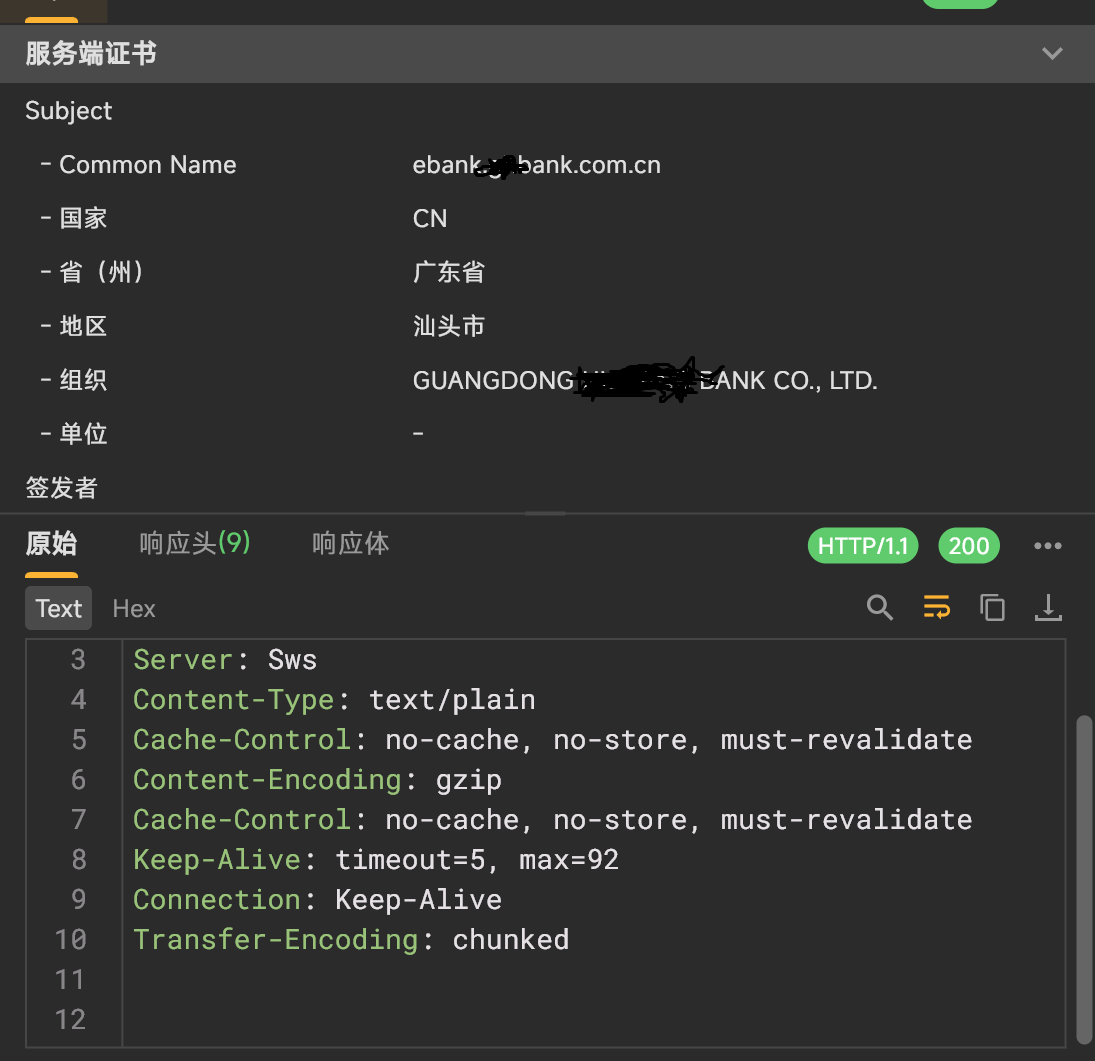 服务端证书
Subject
- Common Name ebank bank.com.cn
- 国家 CN
- 省（州） 广东省
- 地区 汕头市
- 组织 GUANGDONG BANK CO., LTD.
- 单位 -
签发者
原始 响应头(9) 响应体 HTTP/1.1 200
Text Hex
3 Server: Sws
4 Content-Type: text/plain
5 Cache-Control: no-cache, no-store, must-revalidate
6 Content-Encoding: gzip
7 Cache-Control: no-cache, no-store, must-revalidate
8 Keep-Alive: timeout=5, max=92
9 Connection: Keep-Alive
10 Transfer-Encoding: chunked
11
12